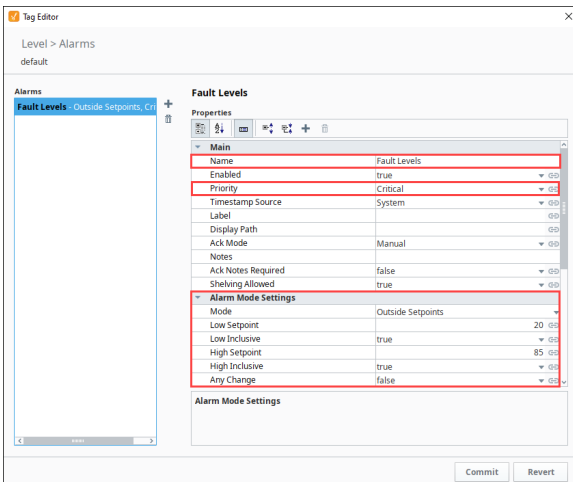 Tag Editor
Level > Alarms
default
Alarms
Fault Levels - Outside Setpoints, Cri
Fault Levels
Properties
Main
Name Fault Levels
Enabled true
Priority Critical
Timestamp Source System
Label
Display Path
Ack Mode Manual
Notes
Ack Notes Required false
Shelving Allowed true
Alarm Mode Settings
Mode Outside Setpoints
Low Setpoint 20
Low Inclusive true
High Setpoint 85
High Inclusive true
Any Change false
Alarm Mode Settings
Commit Revert